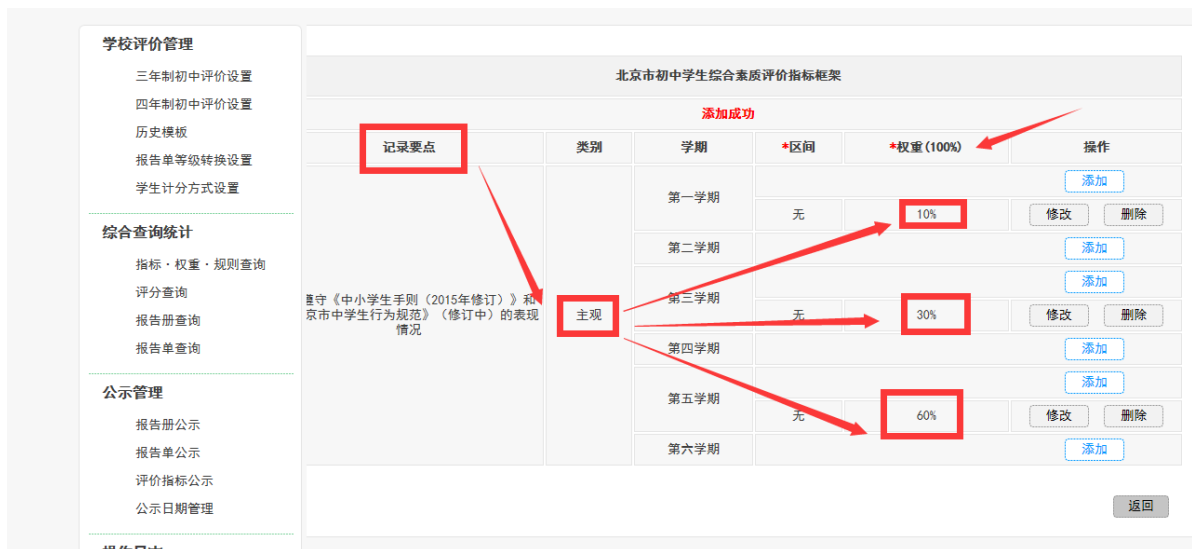 学校评价管理
三年制初中评价设置
四年制初中评价设置
历史模板
报告单等级转换设置
学生计分方式设置
综合查询统计
指标·权重·规则查询
评分查询
报告册查询
报告单查询
公示管理
报告册公示
报告单公示
评价指标公示
公示日期管理
北京市初中学生综合素质评价指标框架
添加成功
记录要点 类别 学期 *区间 *权重(100%) 操作
遵守《中小学生手则（2015年修订）》和
京市中学生行为规范》（修订中）的表现
情况
主观
第一学期 添加
无 10% 修改 删除
第二学期 添加
第三学期 添加
无 30% 修改 删除
第四学期 添加
第五学期 添加
无 60% 修改 删除
第六学期 添加
返回